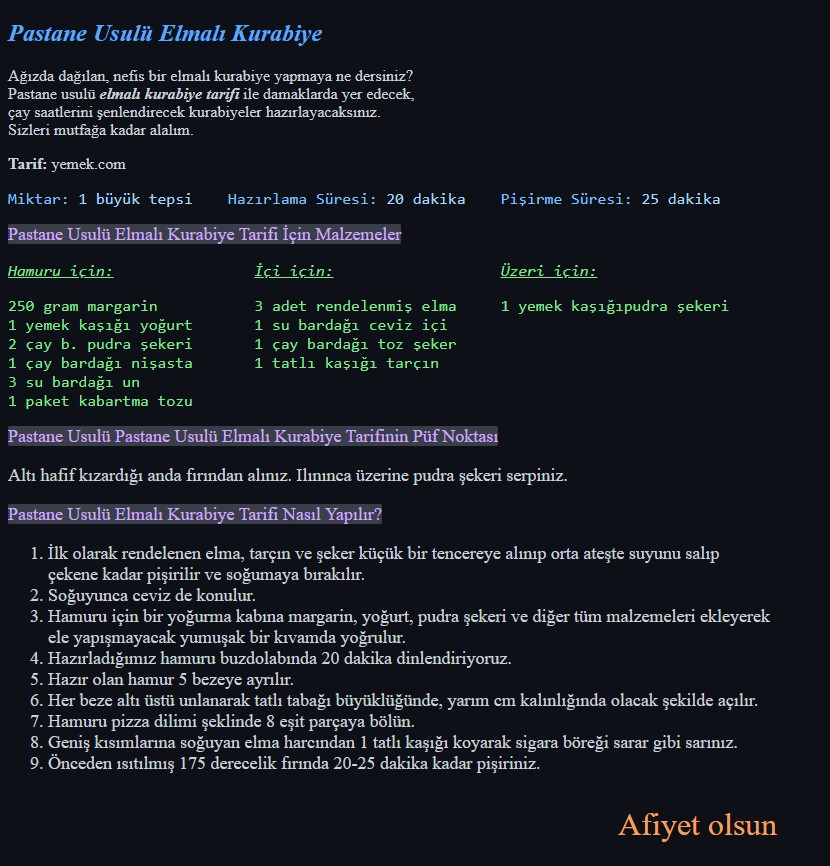 Pastane Usulü Elmalı Kurabiye
Ağızda dağılan, nefis bir elmalı kurabiye yapmaya ne dersiniz?
Pastane usulü elmalı kurabiye tarifi ile damaklarda yer edecek,
çay saatlerini şenlendirecek kurabiyeler hazırlayacaksınız.
Sizleri mutfağa kadar alalım.
Tarif: yemek.com
Miktar: 1 büyük tepsi    Hazırlama Süresi: 20 dakika    Pişirme Süresi: 25 dakika
Pastane Usulü Elmalı Kurabiye Tarifi İçin Malzemeler
Hamuru için:    İçi için:    Üzeri için:
250 gram margarin    3 adet rendelenmiş elma    1 yemek kaşığıpudra şekeri
1 yemek kaşığı yoğurt    1 su bardağı ceviz içi
2 çay b. pudra şekeri    1 çay bardağı toz şeker
1 çay bardağı nişasta    1 tatlı kaşığı tarçın
3 su bardağı un
1 paket kabartma tozu
Pastane Usulü Pastane Usulü Elmalı Kurabiye Tarifinin Püf Noktası
Altı hafif kızardığı anda fırından alınız. Ilınınca üzerine pudra şekeri serpiniz.
Pastane Usulü Elmalı Kurabiye Tarifi Nasıl Yapılır?
1. İlk olarak rendelenen elma, tarçın ve şeker küçük bir tencereye alınıp orta ateşte suyunu salıp
çekene kadar pişirilir ve soğumaya bırakılır.
2. Soğuyunca ceviz de konulur.
3. Hamuru için bir yoğurma kabına margarin, yoğurt, pudra şekeri ve diğer tüm malzemeleri ekleyerek
ele yapışmayacak yumuşak bir kıvamda yoğrulur.
4. Hazırladığımız hamuru buzdolabında 20 dakika dinlendiriyoruz.
5. Hazır olan hamur 5 bezeye ayrılır.
6. Her beze altı üstü unlanarak tatlı tabağı büyüklüğünde, yarım cm kalınlığında olacak şekilde açılır.
7. Hamuru pizza dilimi şeklinde 8 eşit parçaya bölün.
8. Geniş kısımlarına soğuyan elma harcından 1 tatlı kaşığı koyarak sigara böreği sarar gibi sarınız.
9. Önceden ısıtılmış 175 derecelik fırında 20-25 dakika kadar pişiriniz.
Afiyet olsun